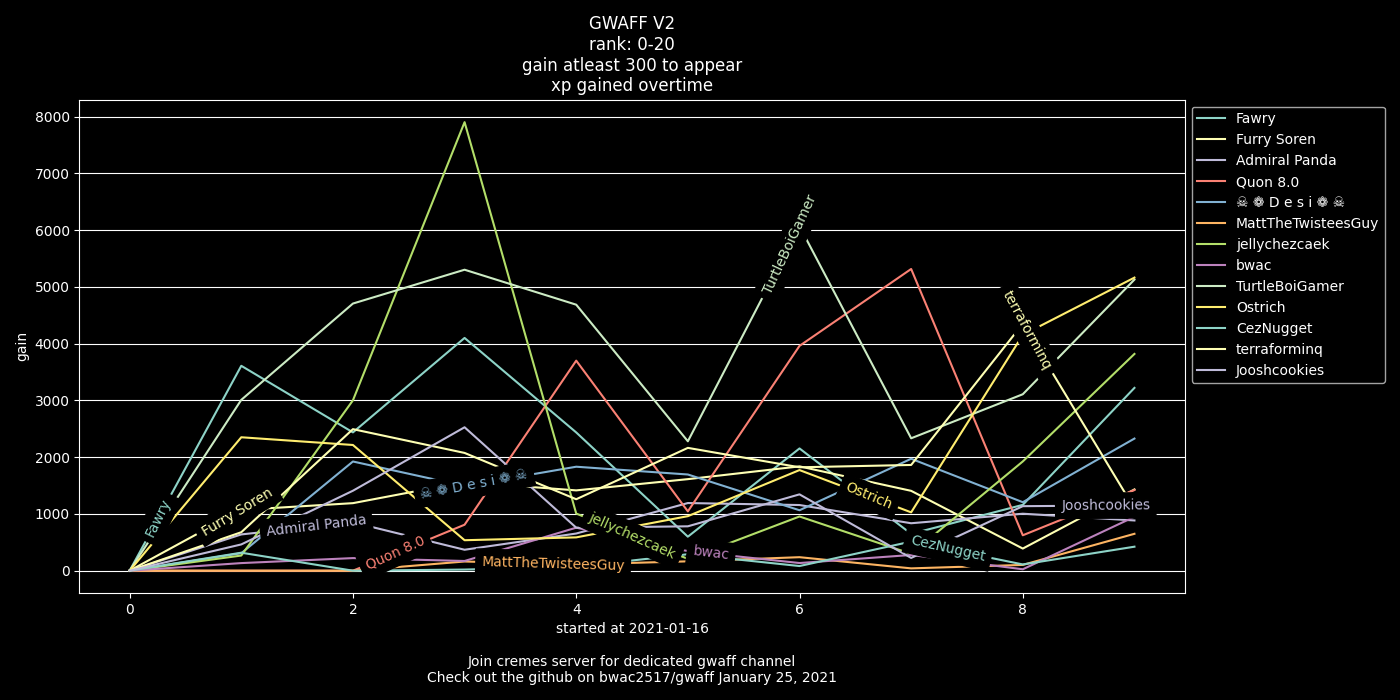 GWAFF V2
rank: 0-20
gain atleast 300 to appear
xp gained overtime
8000
7000
6000
5000
4000
3000
2000
1000
0
gain
0
2
4
6
8
started at 2021-01-16
Fawry
Furry Soren
Admiral Panda
Quon 8.0
☠ ❁ D e s i ❁ ☠
MattTheTwisteesGuy
jellychezcaek
bwac
TurtleBoiGamer
Ostrich
CezNugget
terraforminq
Jooshcookies
Fawry
Furry Soren
Admiral Panda
Quon 8.0
☠ ❁ D e s i ❁ ☠
MattTheTwisteesGuy
jellychezcaek
bwac
TurtleBoiGamer
Ostrich
CezNugget
terraforminq
Jooshcookies
Join cremes server for dedicated gwaff channel
Check out the github on bwac2517/gwaff January 25, 2021